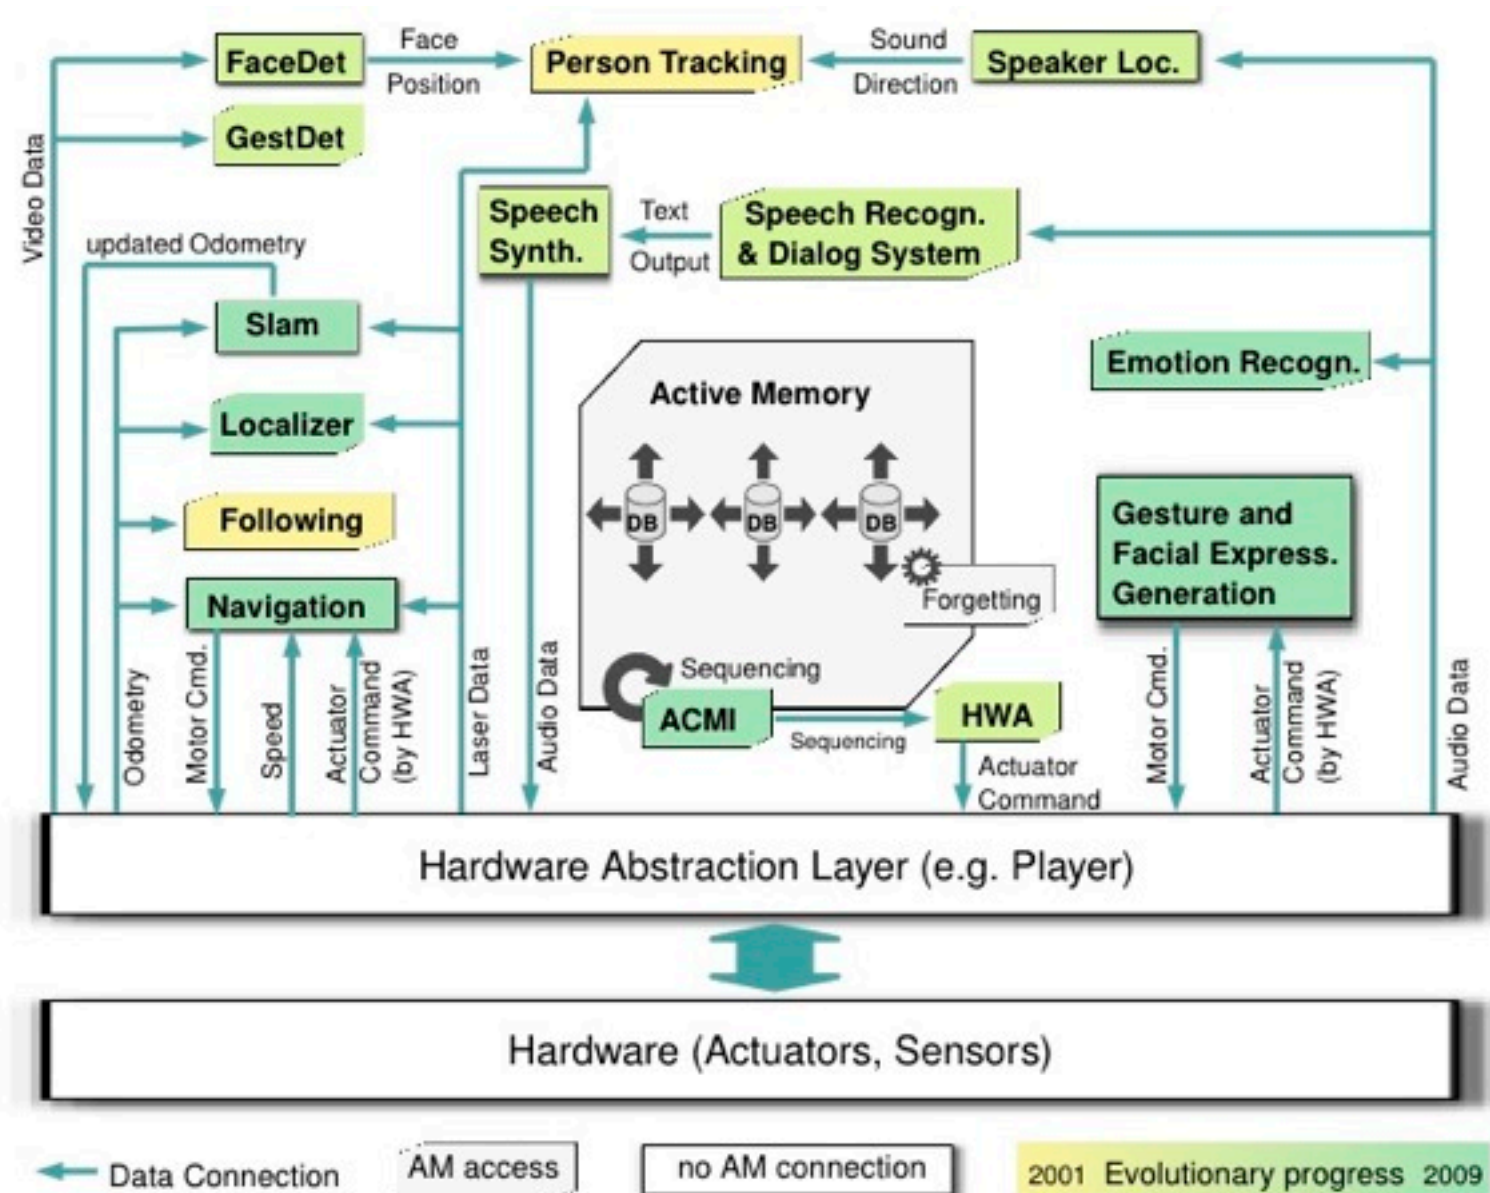 FaceDet
Face
Position
Person Tracking
Sound
Direction
Speaker Loc.
GestDet
Video Data
Speech
Synth.
Text
Output
Speech Recogn.
& Dialog System
updated Odometry
Slam
Emotion Recogn.
Localizer
Active Memory
DB
DB
DB
Following
Gesture and
Facial Express.
Generation
Navigation
Forgetting
Odometry
Motor Cmd.
Speed
Actuator
Command
(by HWA)
Laser Data
Audio Data
Sequencing
ACMI
Sequencing
HWA
Actuator
Command
Motor Cmd.
Actuator
Command
(by HWA)
Audio Data
Hardware Abstraction Layer (e.g. Player)
Hardware (Actuators, Sensors)
Data Connection
AM access
no AM connection
2001 Evolutionary progress 2009